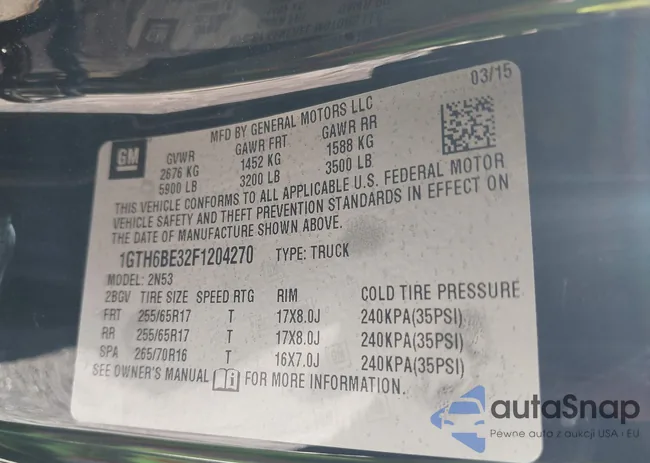 03/15
MFD BY GENERAL MOTORS LLC
GM
GVWR GAWR FRT GAWR RR
2676 KG 1452 KG 1588 KG
5900 LB 3200 LB 3500 LB
THIS VEHICLE CONFORMS TO ALL APPLICABLE U.S. FEDERAL MOTOR
VEHICLE SAFETY AND THEFT PREVENTION STANDARDS IN EFFECT ON
THE DATE OF MANUFACTURE SHOWN ABOVE.
1GTH6BE32F1204270 TYPE: TRUCK
MODEL: 2N53
2BGV TIRE SIZE SPEED RTG RIM COLD TIRE PRESSURE
FRT 255/65R17 T 17X8.0J 240KPA(35PSI)
RR 255/65R17 T 17X8.0J 240KPA(35PSI)
SPA 265/70R16 T 16X7.0J 240KPA(35PSI)
SEE OWNER'S MANUAL i FOR MORE INFORMATION.
autaSnap
Pewne auto z aukcji USA i EU